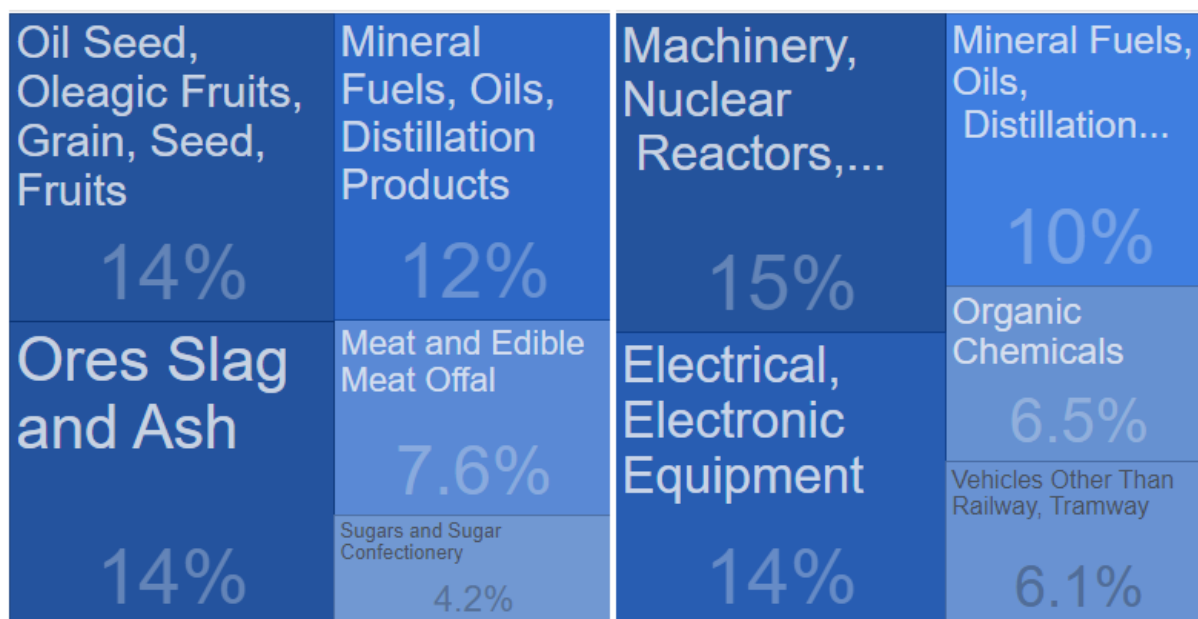 Oil Seed,
Oleagic Fruits,
Grain, Seed,
Fruits
14%
Mineral
Fuels, Oils,
Distillation
Products
12%
Ores Slag
and Ash
14%
Meat and Edible
Meat Offal
7.6%
Sugars and Sugar
Confectionery
4.2%
Machinery,
Nuclear
Reactors,...
15%
Mineral Fuels,
Oils,
Distillation...
10%
Electrical,
Electronic
Equipment
14%
Organic
Chemicals
6.5%
Vehicles Other Than
Railway, Tramway
6.1%